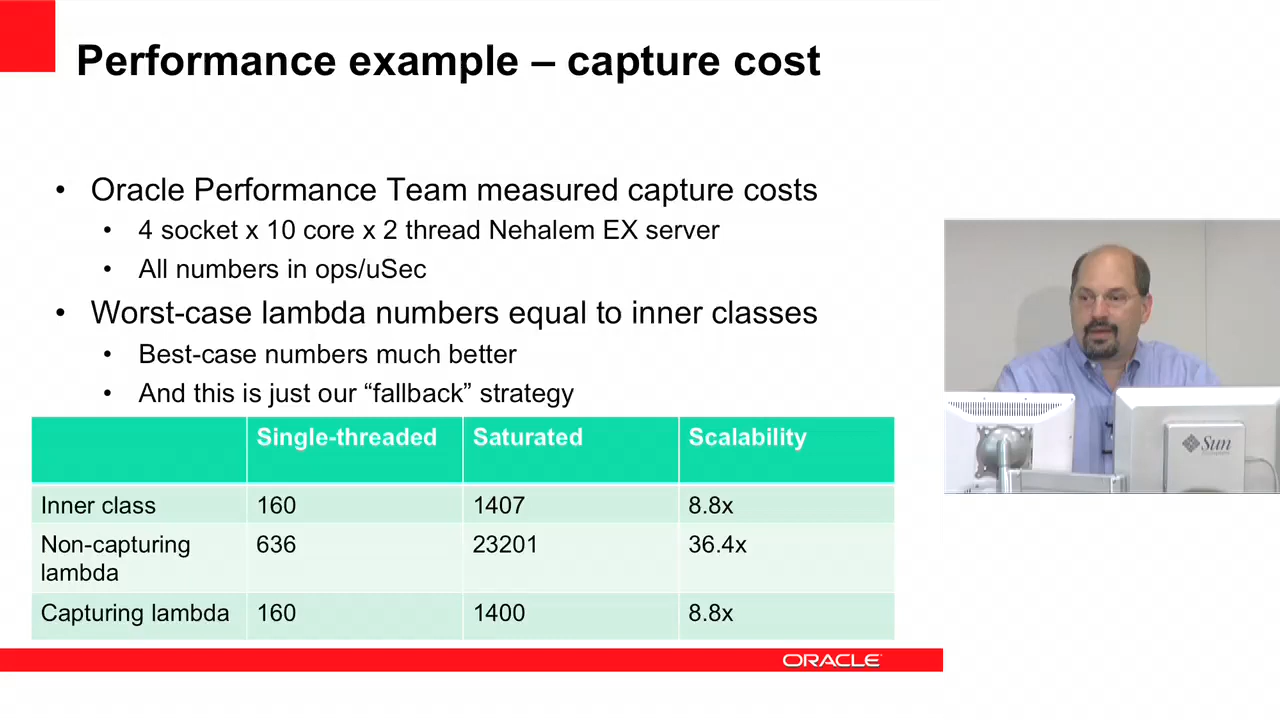 Performance example – capture cost
• Oracle Performance Team measured capture costs
• 4 socket x 10 core x 2 thread Nehalem EX server
• All numbers in ops/uSec
• Worst-case lambda numbers equal to inner classes
• Best-case numbers much better
• And this is just our “fallback” strategy
Single-threaded Saturated Scalability
Inner class 160 1407 8.8x
Non-capturing 636 23201 36.4x
lambda
Capturing lambda 160 1400 8.8x
ORACLE
Sun